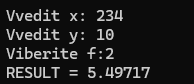 Vvedit x: 234
Vvedit y: 10
Viberite f:2
RESULT = 5.49717